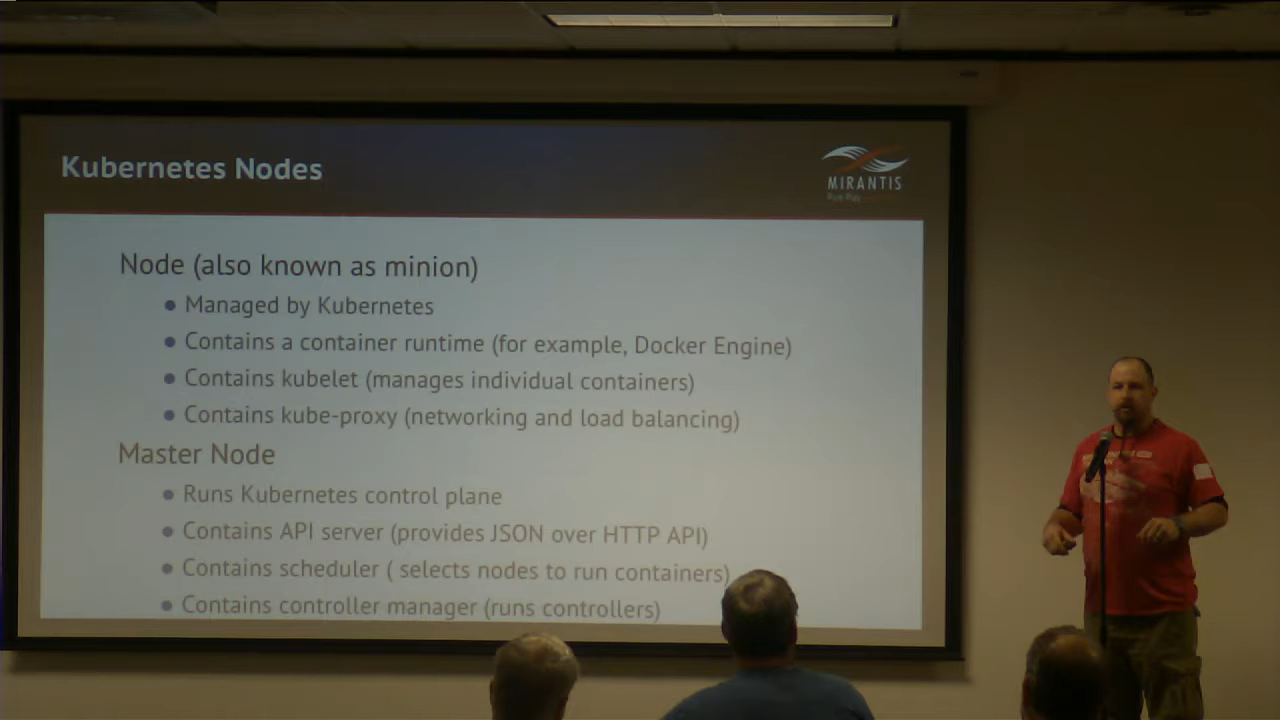 Kubernetes Nodes
MIRANTIS
Pure Play
Node (also known as minion)
● Managed by Kubernetes
● Contains a container runtime (for example, Docker Engine)
● Contains kubelet (manages individual containers)
● Contains kube-proxy (networking and load balancing)
Master Node
● Runs Kubernetes control plane
● Contains API server (provides JSON over HTTP API)
● Contains scheduler ( selects nodes to run containers)
● Contains controller manager (runs controllers)